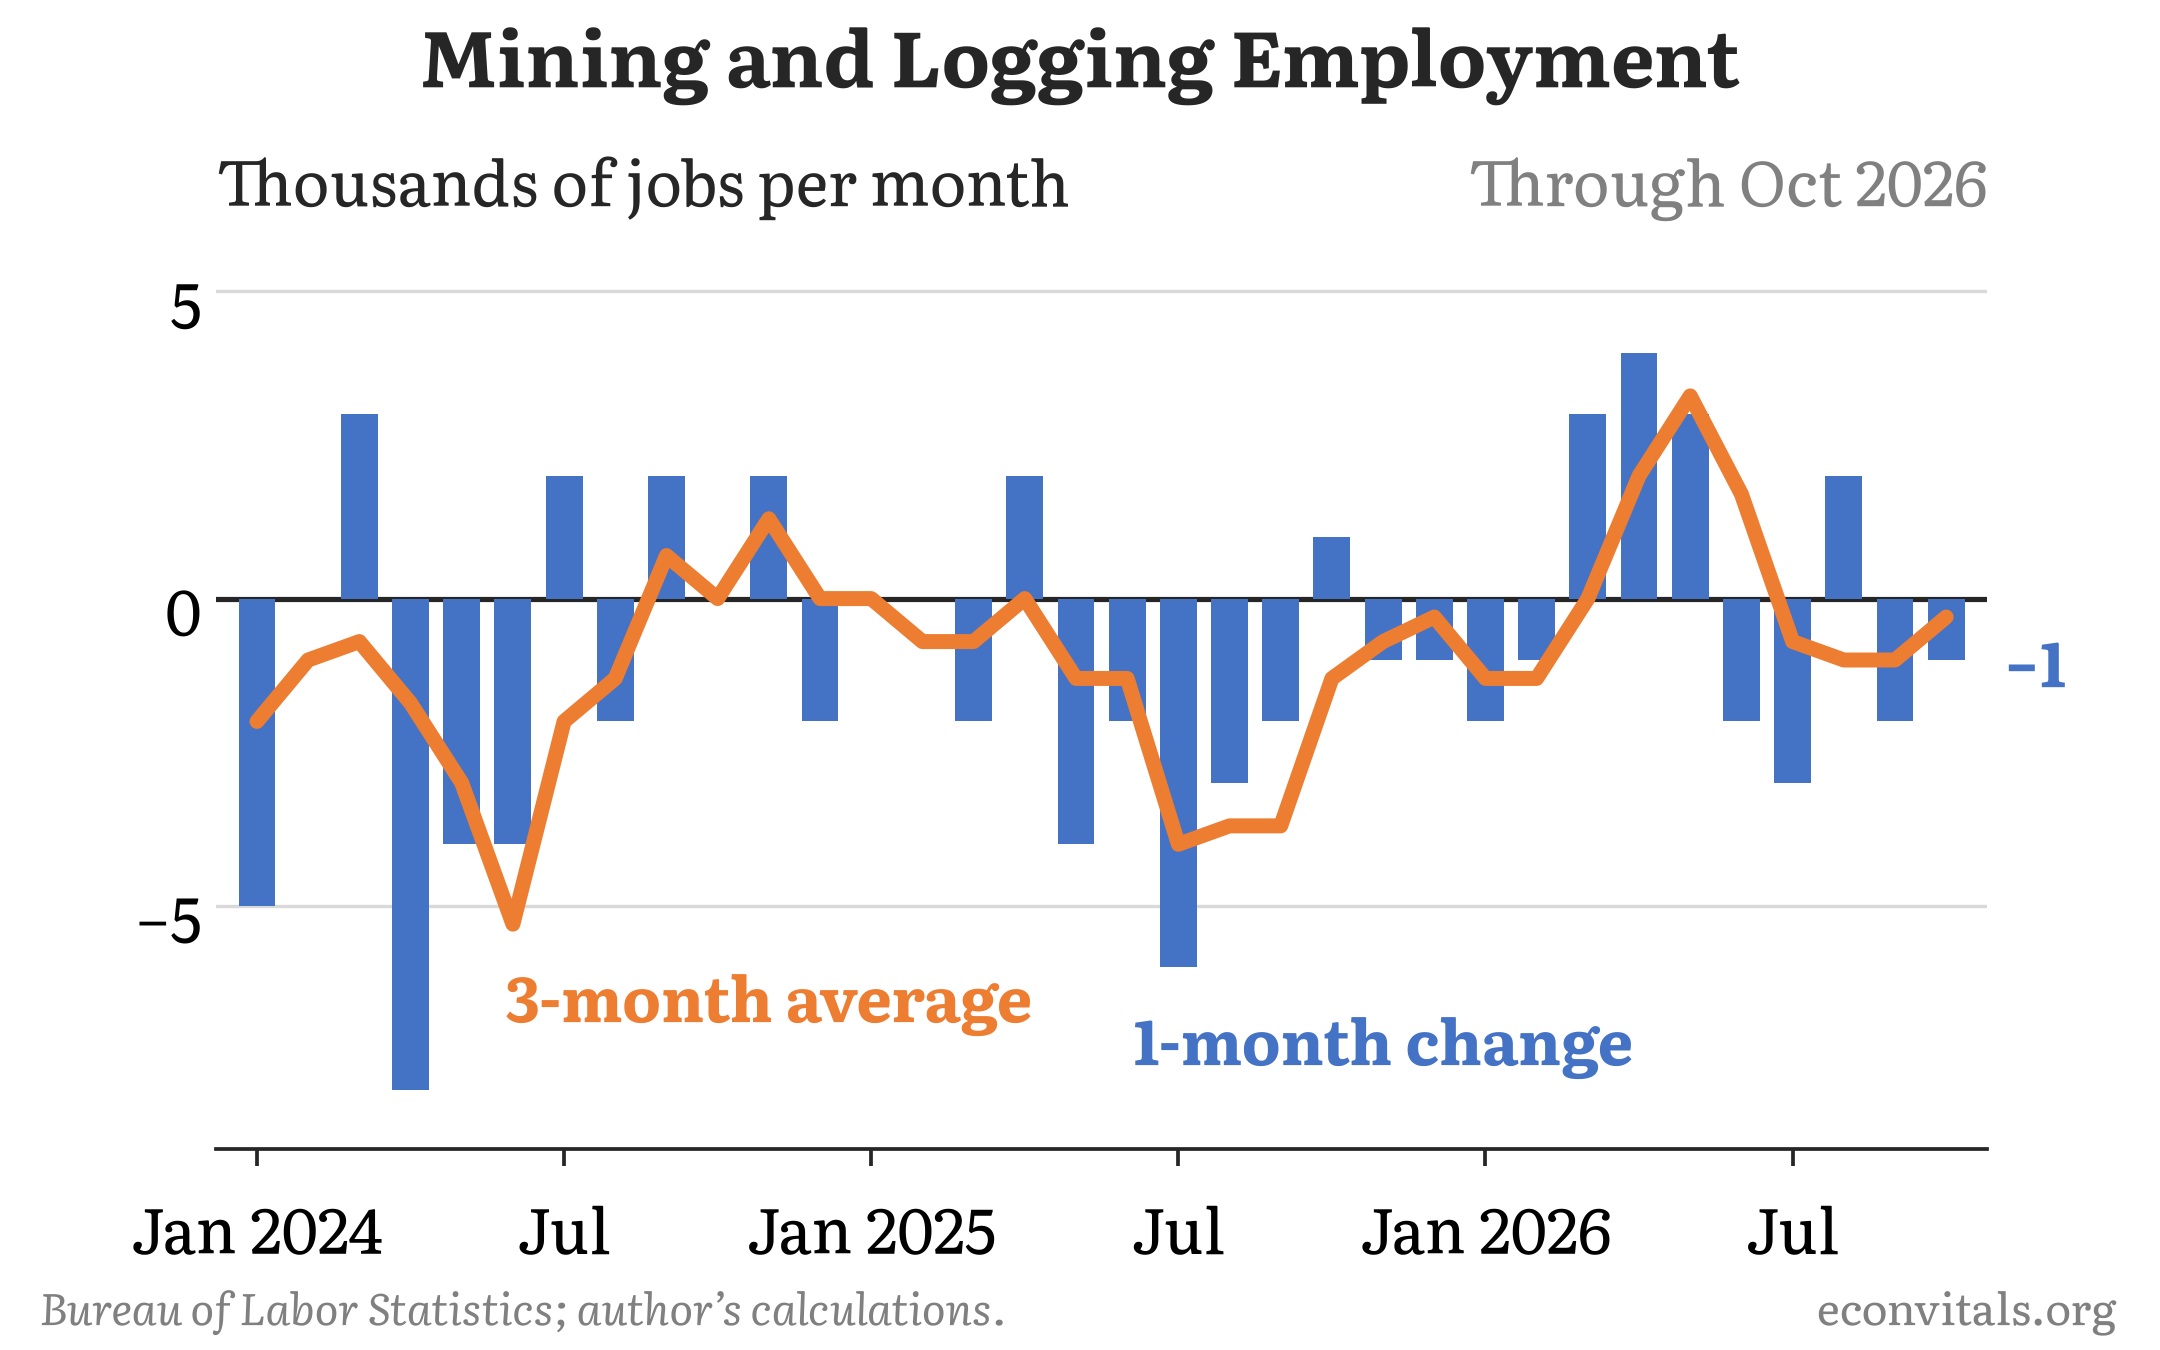 Mining and Logging Employment
Thousands of jobs per month
Through Oct 2026
5
0
−5
−1
3-month average
1-month change
Jan 2024
Jul
Jan 2025
Jul
Jan 2026
Jul
Bureau of Labor Statistics; author’s calculations.
econvitals.org